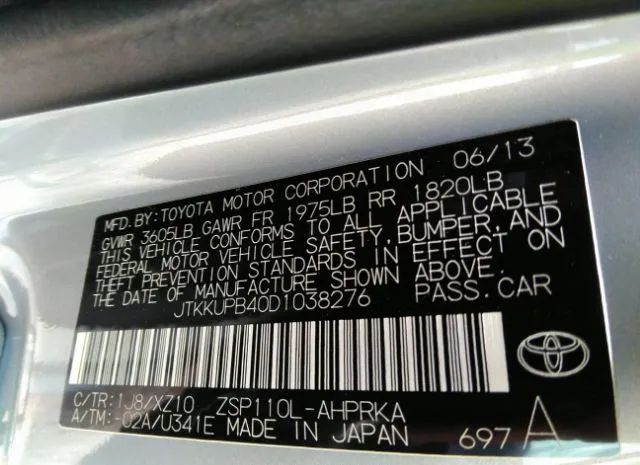 MFD.BY:TOYOTA MOTOR CORPORATION 06/13
GVWR 3605LB GAWR FR 1975LB RR 1820LB
THIS VEHICLE CONFORMS TO ALL APPLICABLE
FEDERAL MOTOR VEHICLE SAFETY,BUMPER,AND
THEFT PREVENTION STANDARDS IN EFFECT ON
THE DATE OF MANUFACTURE SHOWN ABOVE.
JTKKUPB40D1038276 PASS.CAR
C/TR:1J8/XZ10 ZSP110L-AHPRKA
A/TM:-02A/U341E MADE IN JAPAN 697 A